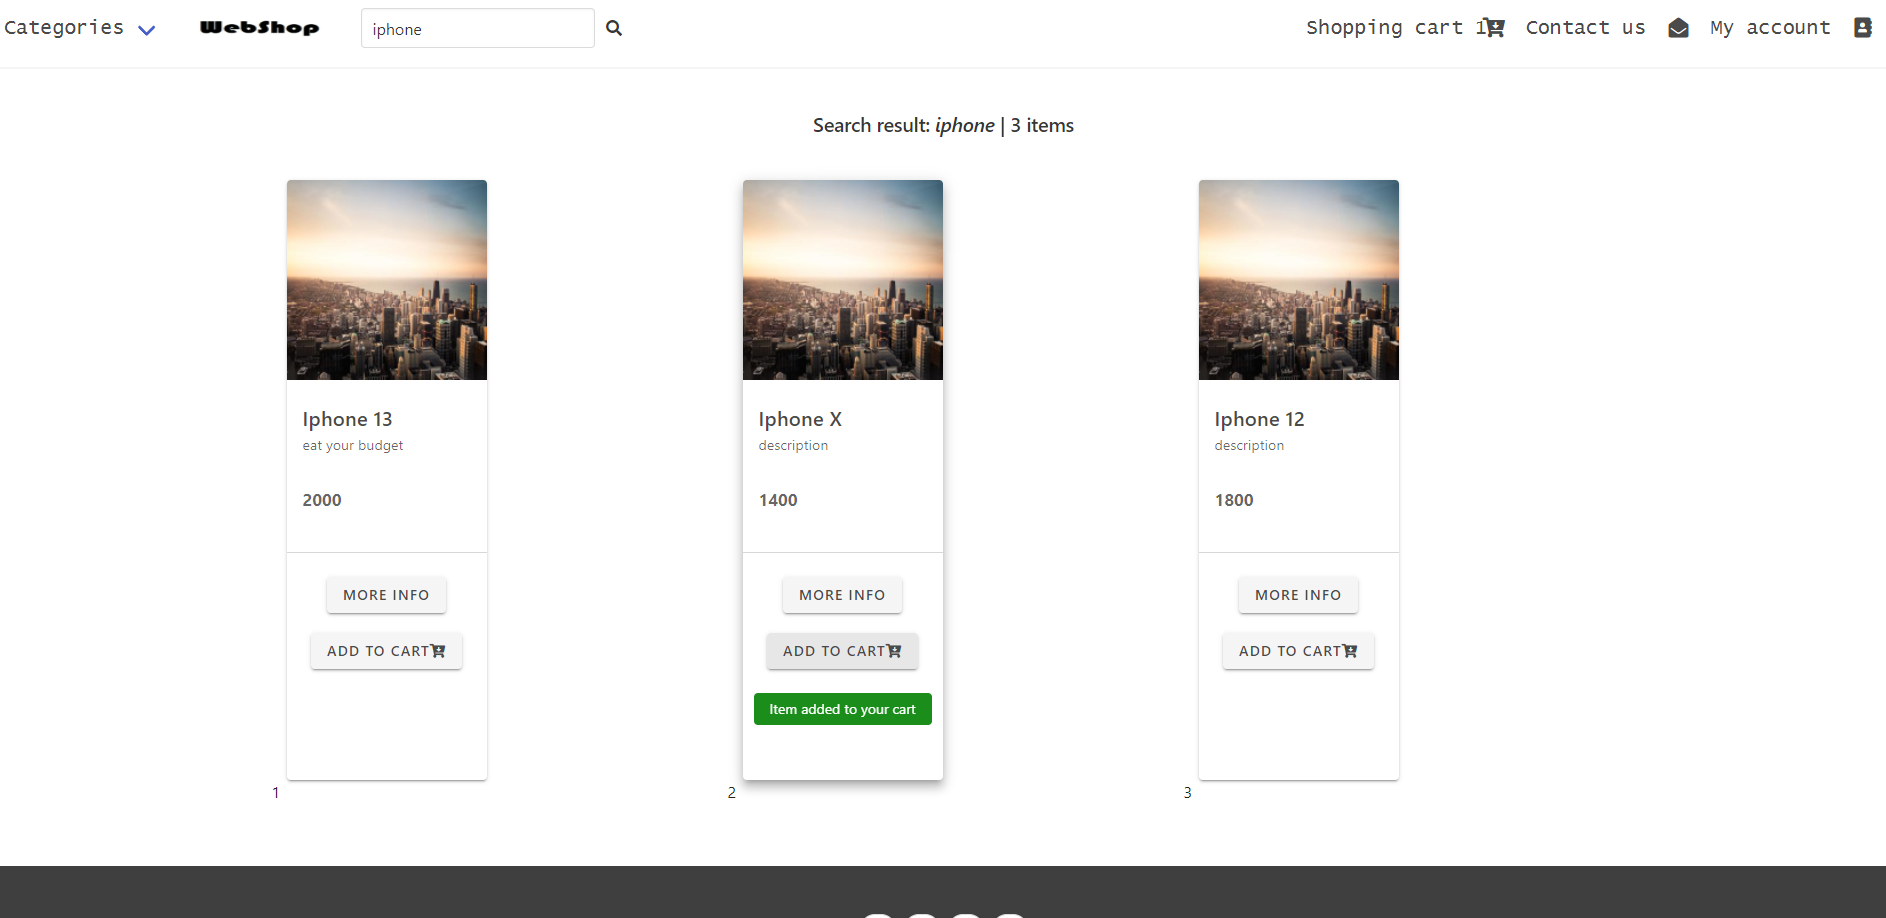 Categories
WebShop
iphone
Shopping cart 1
Contact us
My account
Search result: iphone | 3 items
Iphone 13
eat your budget
2000
MORE INFO
ADD TO CART
1
Iphone X
description
1400
MORE INFO
ADD TO CART
Item added to your cart
2
Iphone 12
description
1800
MORE INFO
ADD TO CART
3